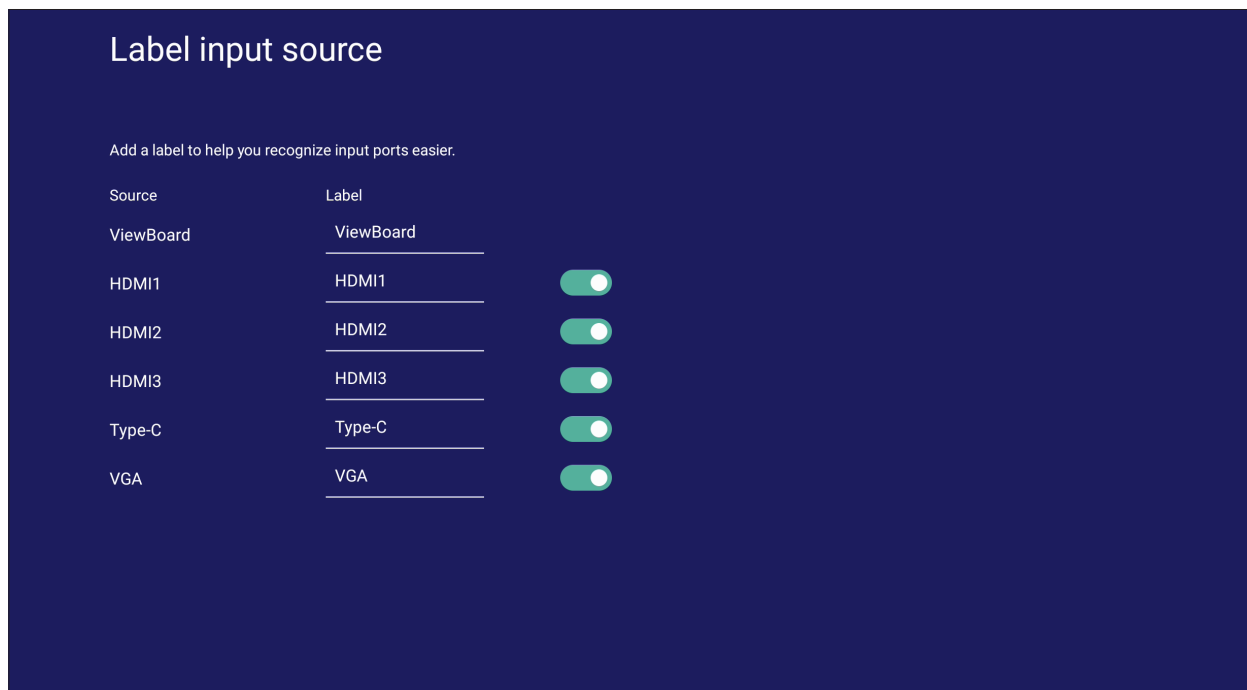 Label input source
Add a label to help you recognize input ports easier.
Source Label
ViewBoard ViewBoard
HDMI1 HDMI1
HDMI2 HDMI2
HDMI3 HDMI3
Type-C Type-C
VGA VGA